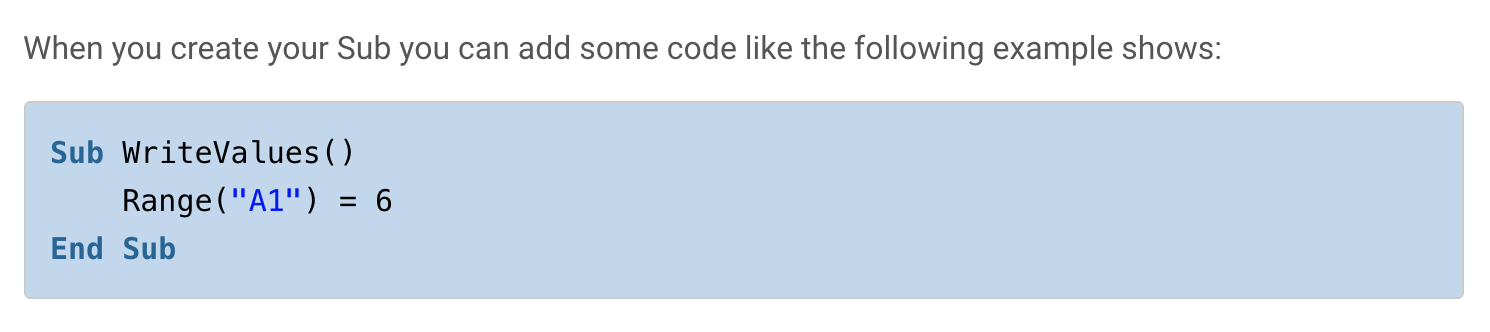 When you create your Sub you can add some code like the following example shows:
Sub WriteValues()
    Range("A1") = 6
End Sub